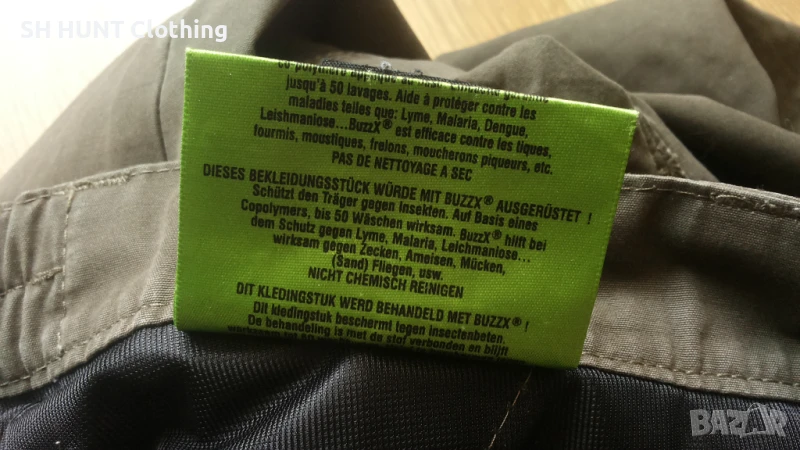 SH HUNT Clothing
jusqu'à 50 lavages. Aide à protéger contre les
maladies telles que: Lyme, Malaria, Dengue,
Leishmaniose...BuzzX® est efficace contre les tiques,
fourmis, moustiques, frelons, moucherons piqueurs, etc.
PAS DE NETTOYAGE A SEC
DIESES BEKLEIDUNGSSTÜCK WÜRDE MIT BUZZX® AUSGERÜSTET !
Schützt den Träger gegen Insekten. Auf Basis eines
Copolymers, bis 50 Wäschen wirksam. BuzzX® hilft bei
dem Schutz gegen Lyme, Malaria, Leichmaniose...
wirksam gegen Zecken, Ameisen, Mücken,
(Sand) Fliegen, usw.
NICHT CHEMISCH REINIGEN
DIT KLEDINGSTUK WERD BEHANDELD MET BUZZX® !
Dit kledingstuk beschermt tegen insectenbeten.
De behandeling is met da stof verbonden en blijft
BAZAR